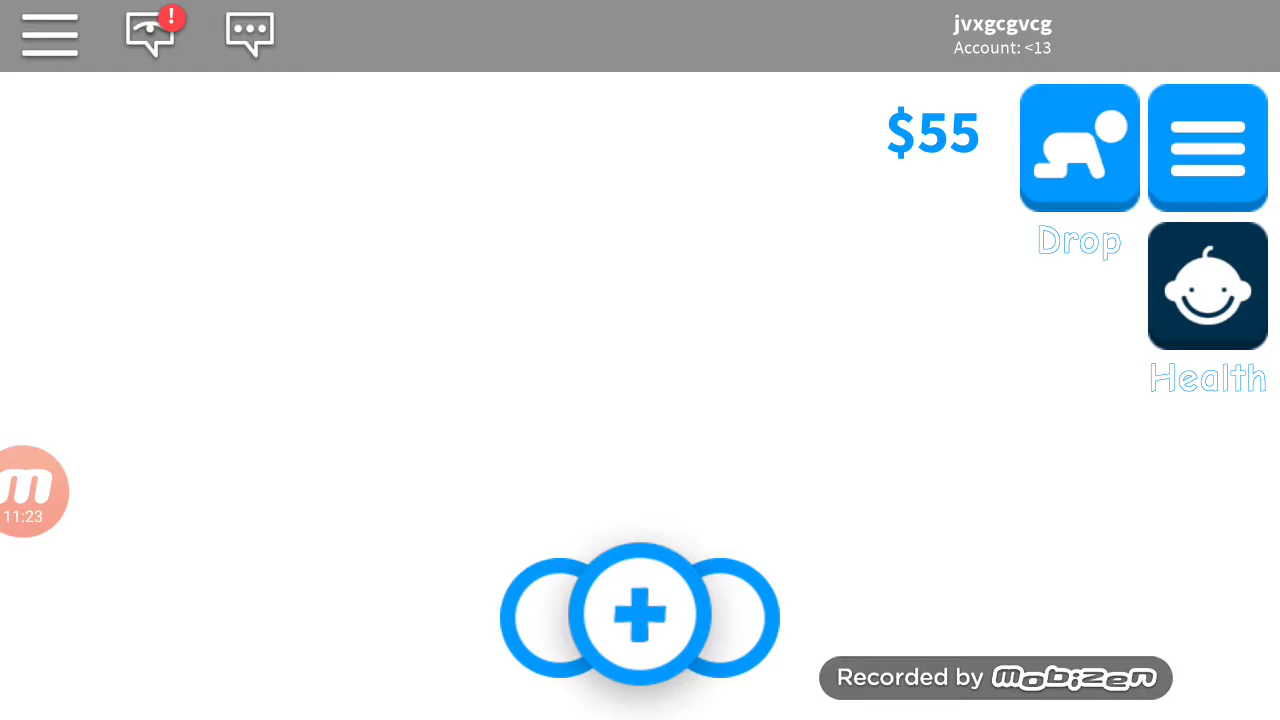 !
jvxgcgvcg
Account: <13
$55
Drop
Health
m
11:23
Recorded by mobizen